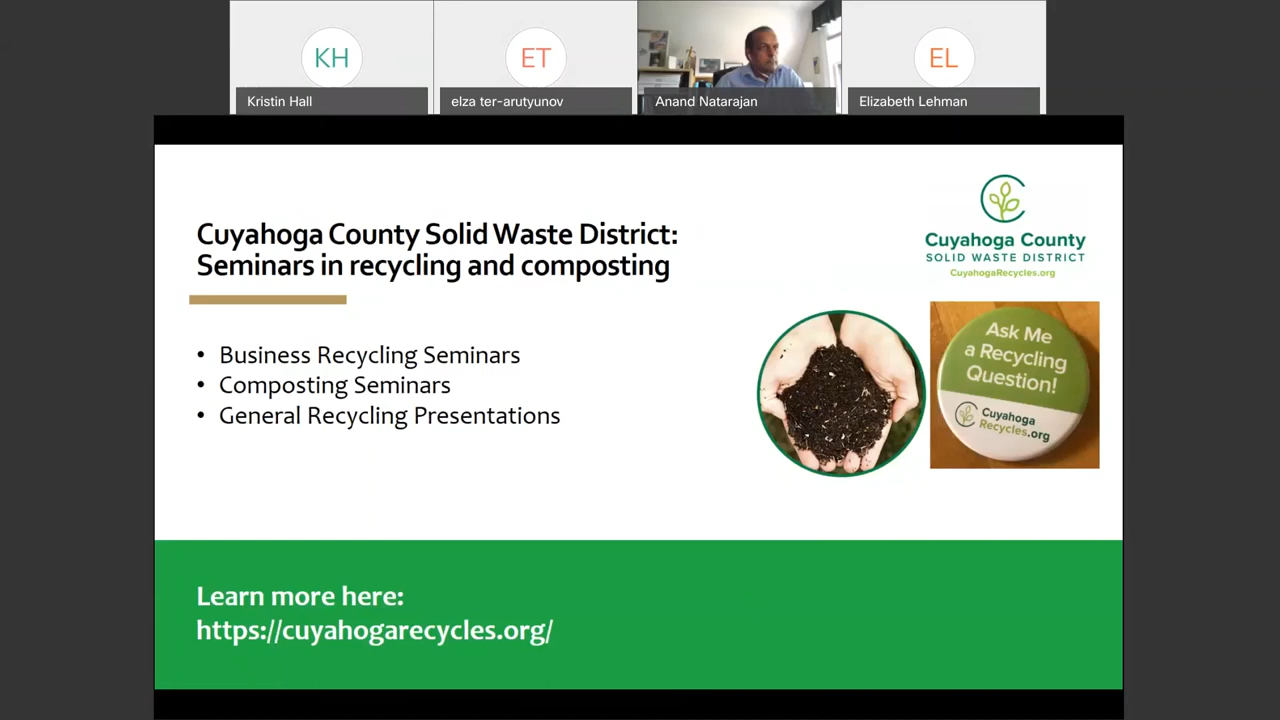 KH
ET
EL
Kristin Hall
elza ter-arutyunov
Anand Natarajan
Elizabeth Lehman
Cuyahoga County Solid Waste District:
Seminars in recycling and composting
• Business Recycling Seminars
• Composting Seminars
• General Recycling Presentations
Cuyahoga County
SOLID WASTE DISTRICT
CuyahogaRecycles.org
Ask Me
a Recycling
Question!
Cuyahoga
Recycles.org
Learn more here:
https://cuyahogarecycles.org/